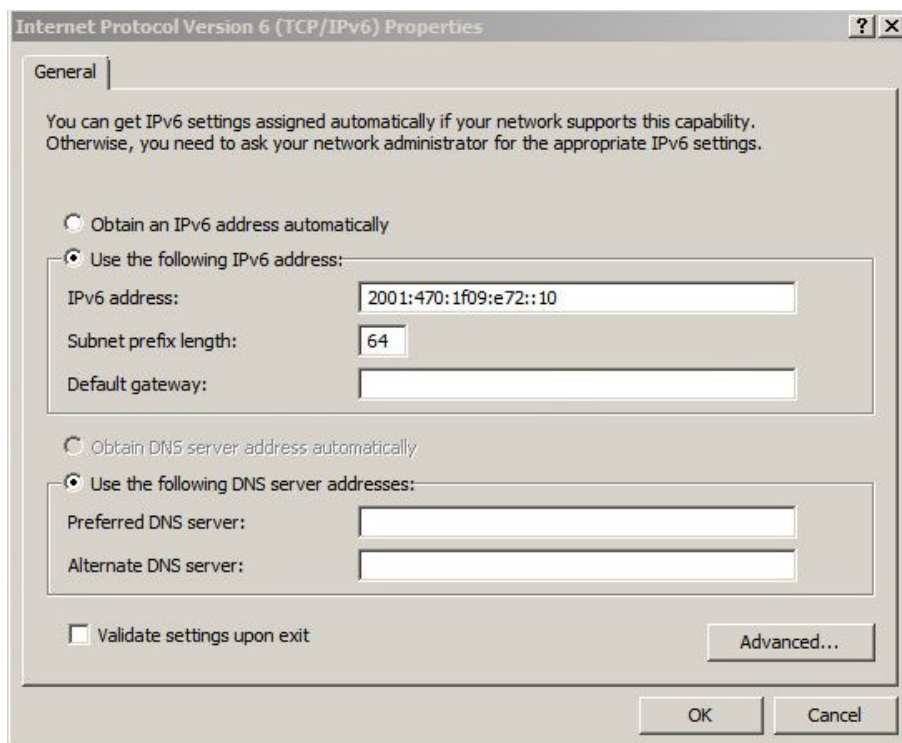 Internet Protocol Version 6 (TCP/IPv6) Properties
General
You can get IPv6 settings assigned automatically if your network supports this capability.
Otherwise, you need to ask your network administrator for the appropriate IPv6 settings.
Obtain an IPv6 address automatically
Use the following IPv6 address:
IPv6 address: 2001:470:1f09:e72::10
Subnet prefix length: 64
Default gateway:
Obtain DNS server address automatically
Use the following DNS server addresses:
Preferred DNS server:
Alternate DNS server:
Validate settings upon exit
Advanced...
OK Cancel